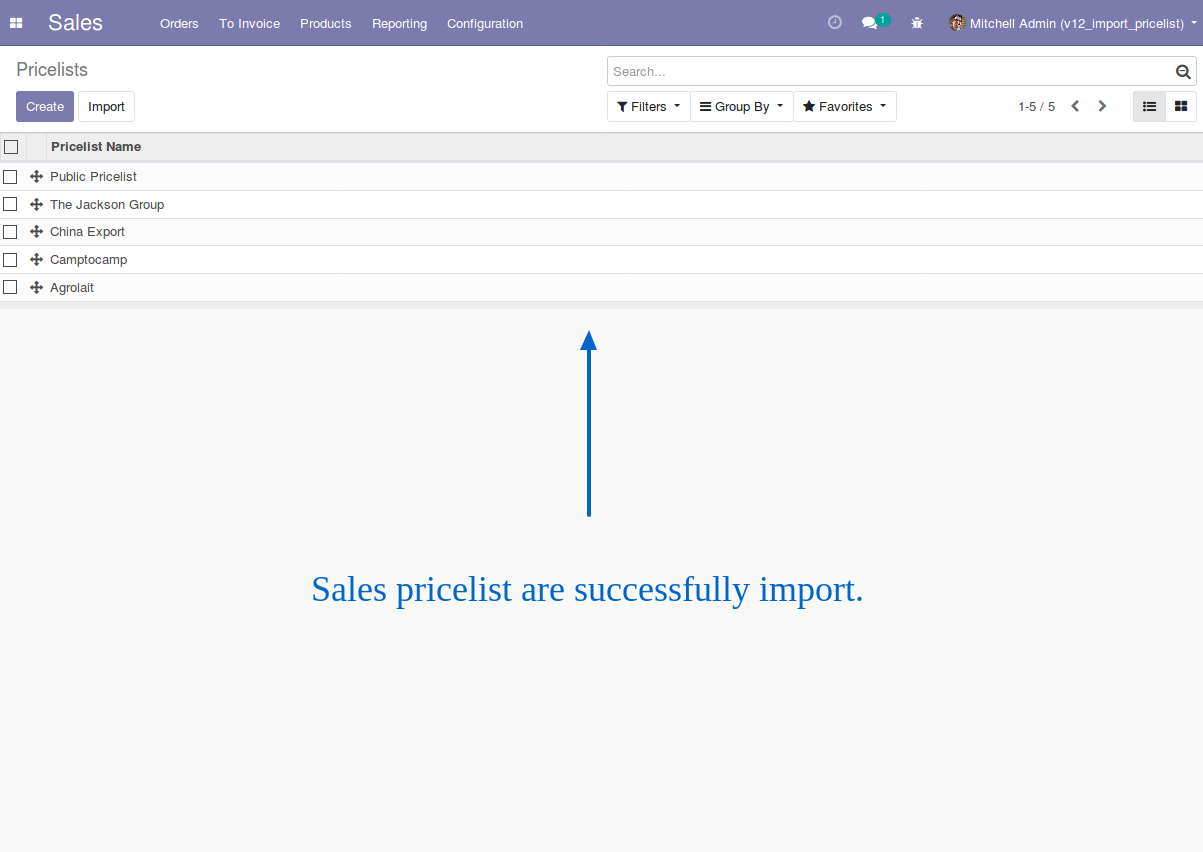 Sales Orders To Invoice Products Reporting Configuration 1 Mitchell Admin (v12_import_pricelist)
Pricelists Search...
Create Import Filters Group By Favorites 1-5 / 5
Pricelist Name
Public Pricelist
The Jackson Group
China Export
Camptocamp
Agrolait
Sales pricelist are successfully import.